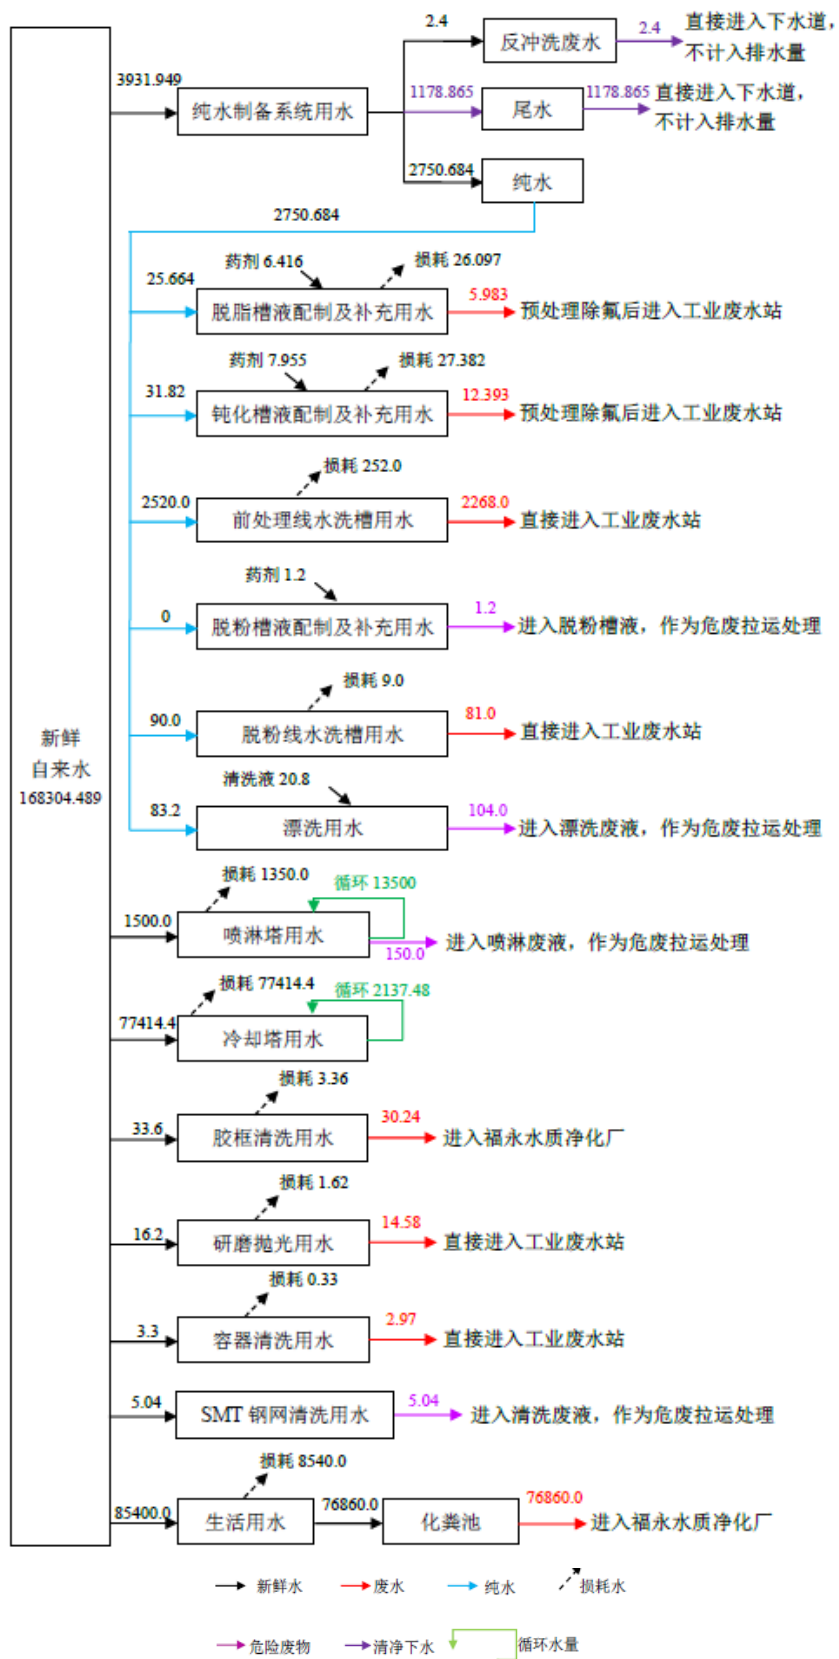 新鲜
自来水
168304.489
3931.949
纯水制备系统用水
2.4
反冲洗废水
2.4
直接进入下水道，
不计入排水量
1178.865
尾水
1178.865
直接进入下水道，
不计入排水量
2750.684
纯水
2750.684
25.664
药剂 6.416
损耗 26.097
脱脂槽液配制及补充用水
5.983
预处理除氟后进入工业废水站
31.82
药剂 7.955
损耗 27.382
钝化槽液配制及补充用水
12.393
预处理除氟后进入工业废水站
2520.0
损耗 252.0
前处理线水洗槽用水
2268.0
直接进入工业废水站
0
药剂 1.2
脱粉槽液配制及补充用水
1.2
进入脱粉槽液，作为危废拉运处理
90.0
损耗 9.0
脱粉线水洗槽用水
81.0
直接进入工业废水站
83.2
清洗液 20.8
漂洗用水
104.0
进入漂洗废液，作为危废拉运处理
1500.0
损耗 1350.0
循环 13500
喷淋塔用水
150.0
进入喷淋废液，作为危废拉运处理
77414.4
损耗 77414.4
循环 2137.48
冷却塔用水
33.6
损耗 3.36
胶框清洗用水
30.24
进入福永水质净化厂
16.2
损耗 1.62
研磨抛光用水
14.58
直接进入工业废水站
3.3
损耗 0.33
容器清洗用水
2.97
直接进入工业废水站
5.04
SMT 钢网清洗用水
5.04
进入清洗废液，作为危废拉运处理
85400.0
损耗 8540.0
生活用水
76860.0
化粪池
76860.0
进入福永水质净化厂
新鲜水
废水
纯水
损耗水
危险废物
清净下水
循环水量